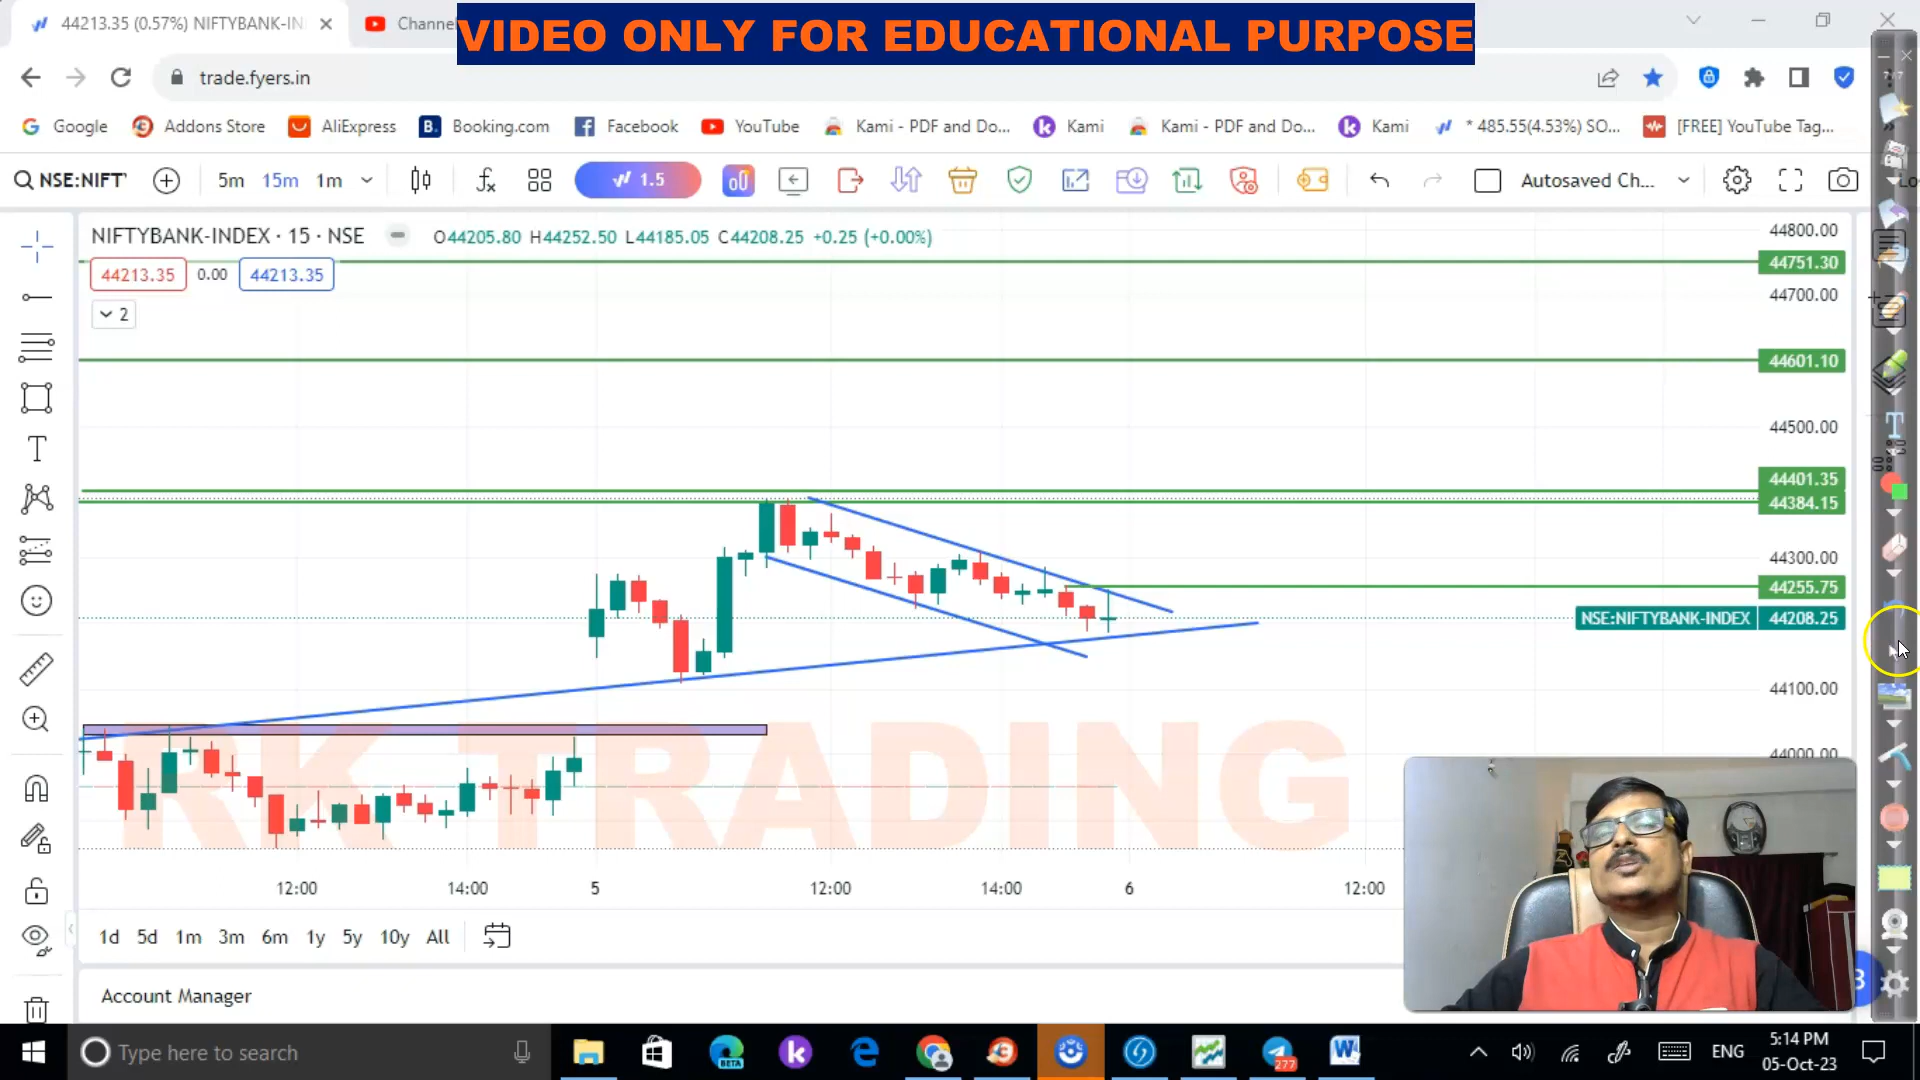 44213.35 (0.57%) NIFTYBANK-IN
Channe
VIDEO ONLY FOR EDUCATIONAL PURPOSE
trade.fyers.in
Google
Addons Store
AliExpress
Booking.com
Facebook
YouTube
Kami - PDF and Do...
Kami
Kami - PDF and Do...
Kami
* 485.55(4.53%) SO...
[FREE] YouTube Tag...
NSE:NIFTY
5m
15m
1m
1.5
Autosaved Ch...
NIFTYBANK-INDEX · 15 · NSE
O44205.80 H44252.50 L44185.05 C44208.25 +0.25 (+0.00%)
44213.35
0.00
44213.35
2
44800.00
44751.30
44700.00
44601.10
44500.00
44401.35
44384.15
44300.00
44255.75
NSE:NIFTYBANK-INDEX
44208.25
44100.00
44000.00
RK TRADING
12:00
14:00
5
12:00
14:00
6
12:00
1d
5d
1m
3m
6m
1y
5y
10y
All
Account Manager
Type here to search
277
ENG
5:14 PM
05-Oct-23